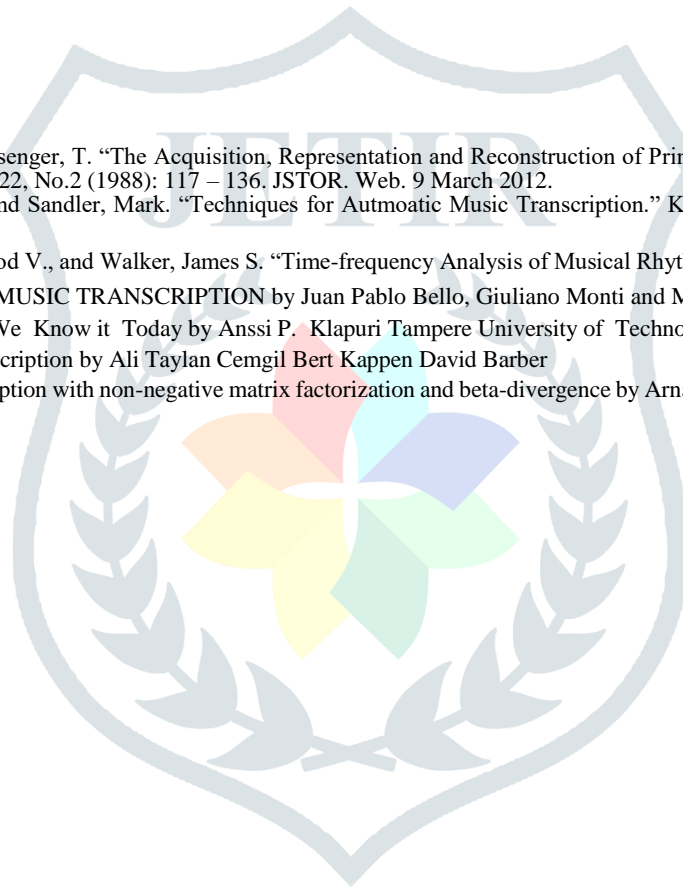 JETIR
senger, T. “The Acquisition, Representation and Reconstruction of Prin
22, No.2 (1988): 117 – 136. JSTOR. Web. 9 March 2012.
nd Sandler, Mark. “Techniques for Autmoatic Music Transcription.” K
od V., and Walker, James S. “Time-frequency Analysis of Musical Rhyt
MUSIC TRANSCRIPTION by Juan Pablo Bello, Giuliano Monti and M
We Know it Today by Anssi P. Klapuri Tampere University of Techno
cription by Ali Taylan Cemgil Bert Kappen David Barber
ption with non-negative matrix factorization and beta-divergence by Arna